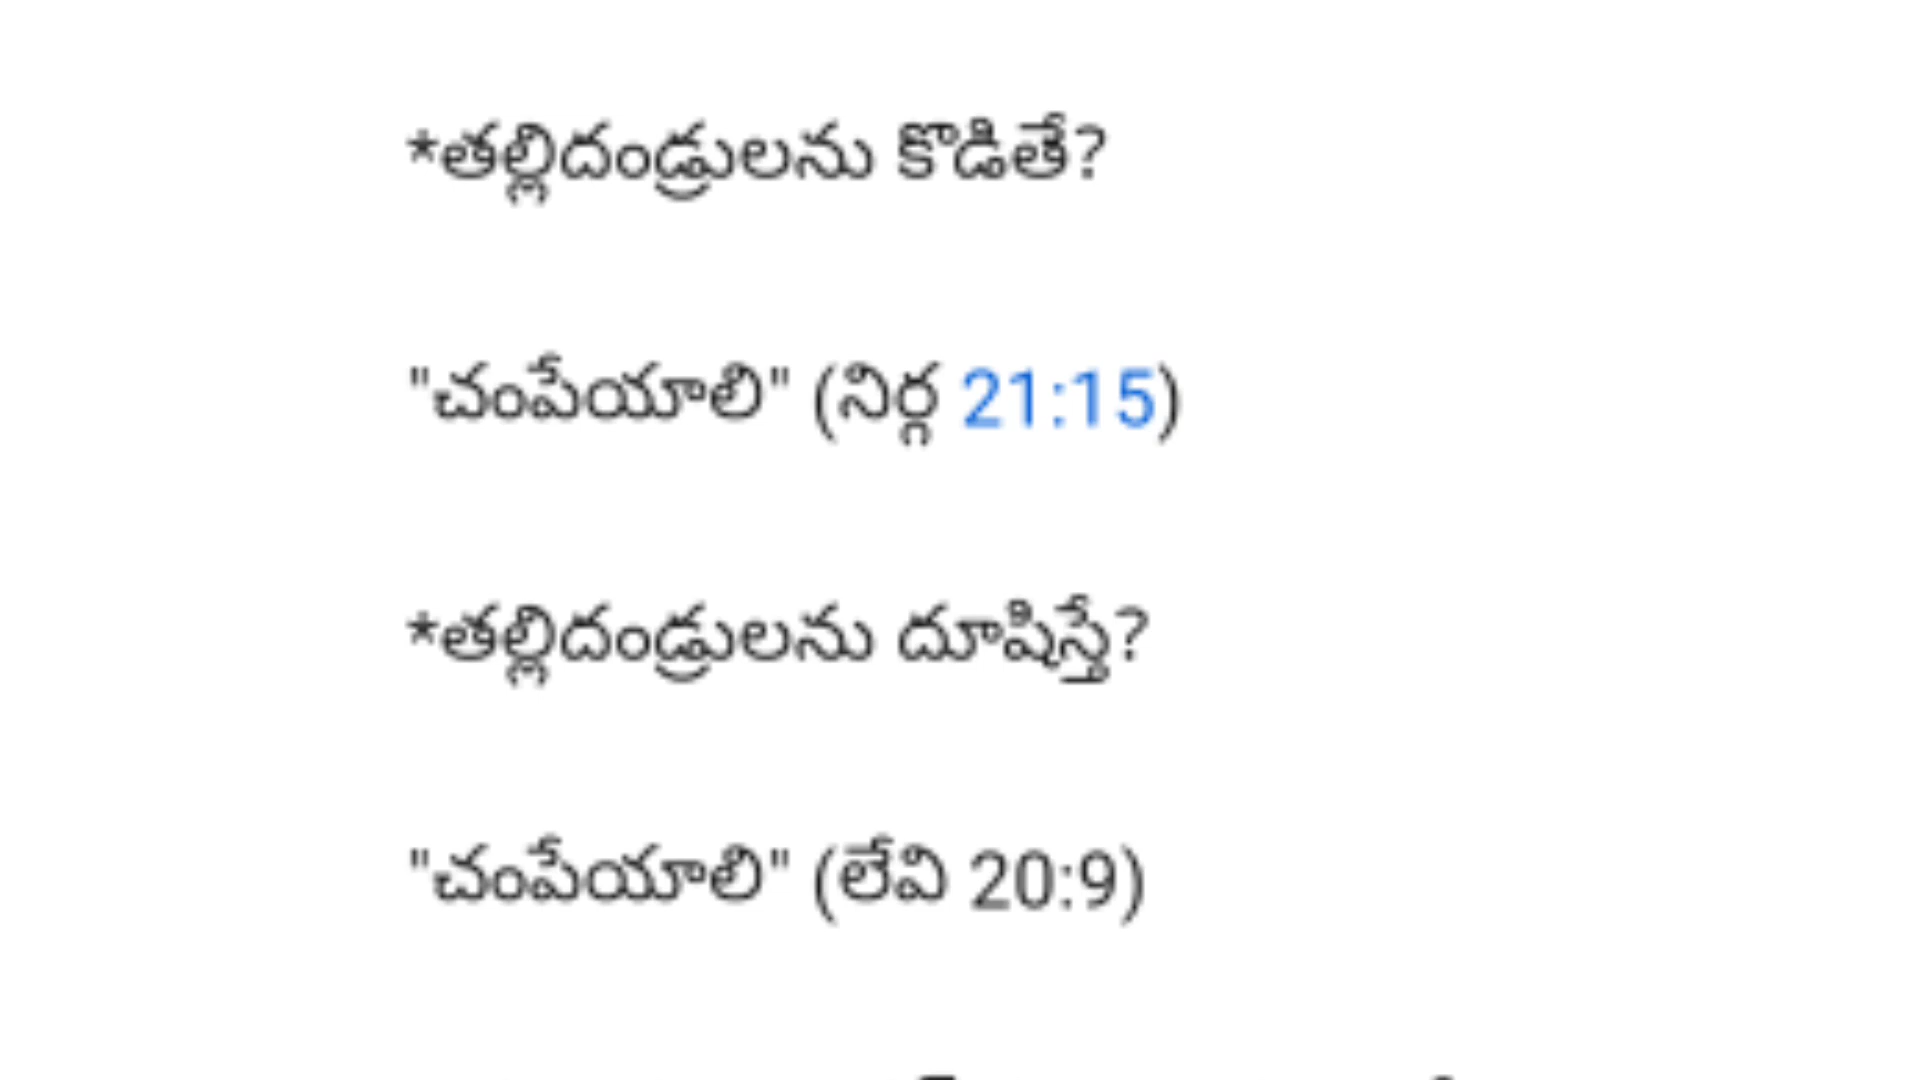 *తల్లిదండ్రులను కొడితే?
"చంపేయాలి" (నిర్గ 21:15)
*తల్లిదండ్రులను దూషిస్తే?
"చంపేయాలి" (లేవి 20:9)